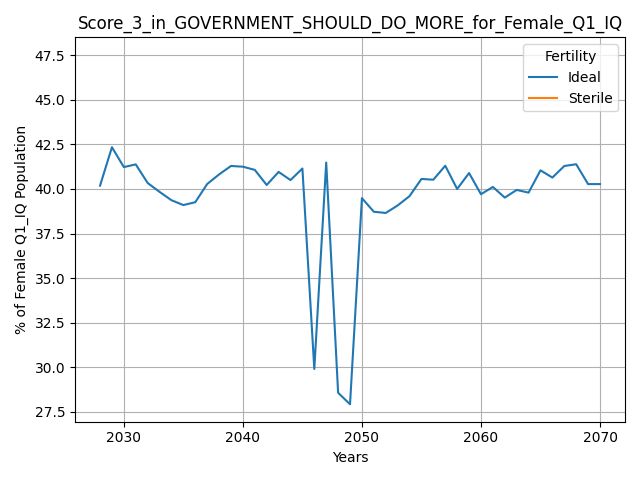 Score_3_in_GOVERNMENT_SHOULD_DO_MORE_for_Female_Q1_IQ
Fertility
Ideal
Sterile
47.5
45.0
42.5
40.0
37.5
35.0
32.5
30.0
27.5
% of Female Q1_IQ Population
2030 2040 2050 2060 2070
Years